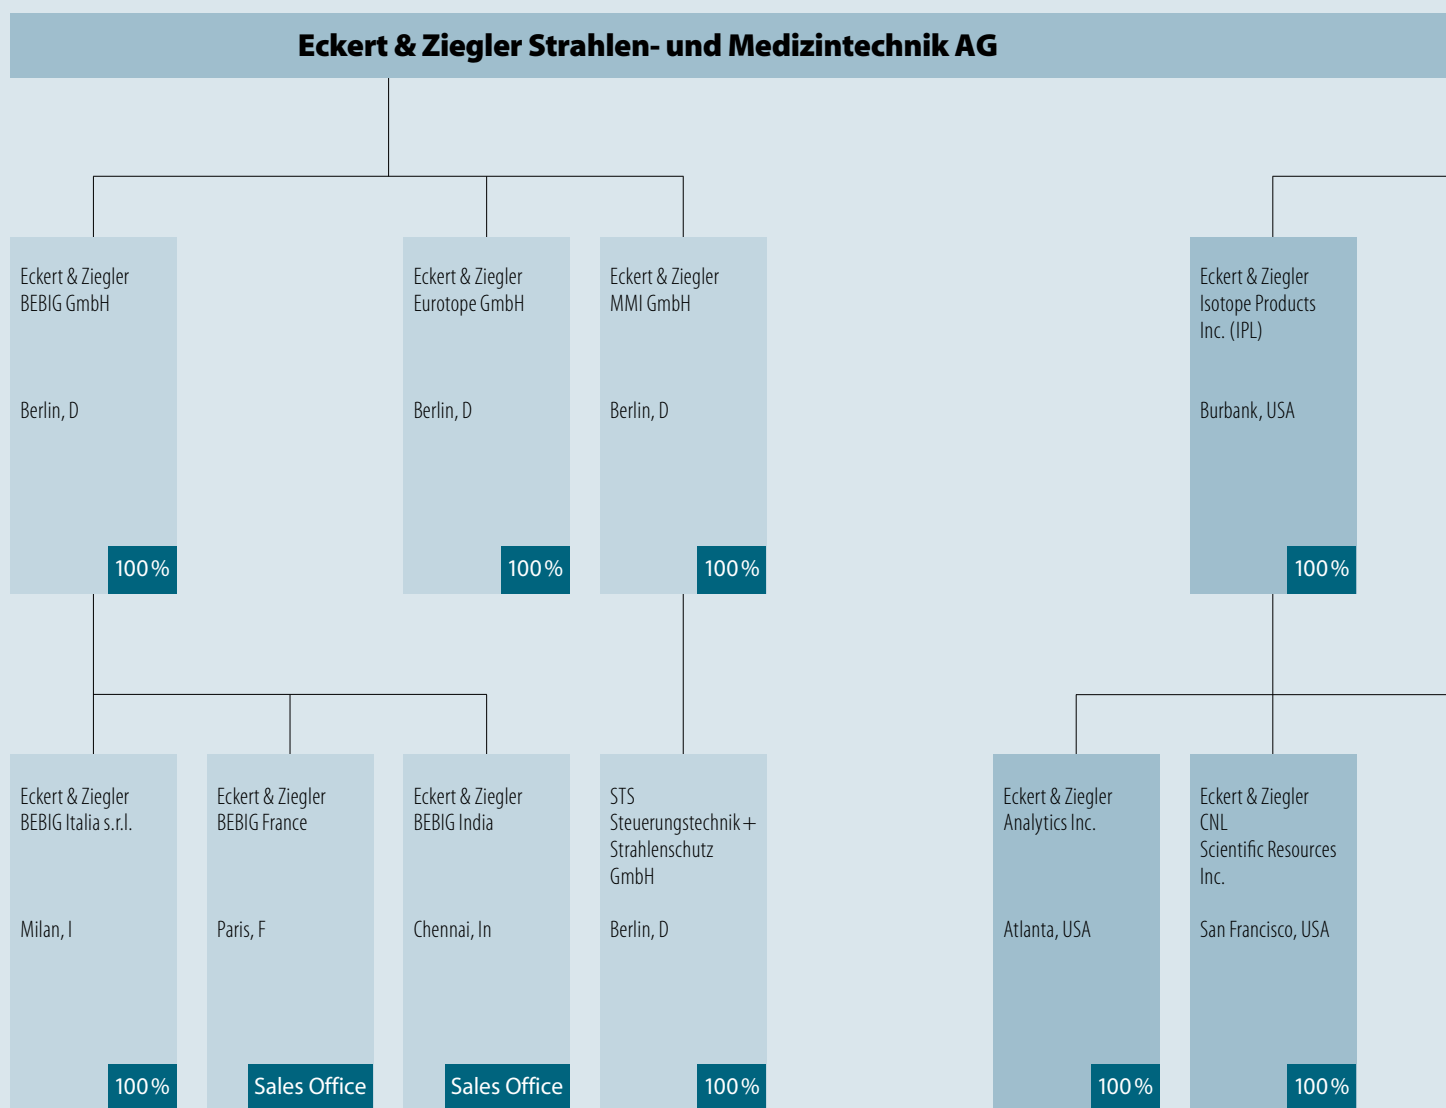 Eckert & Ziegler Strahlen- und Medizintechnik AG
Eckert & Ziegler
BEBIG GmbH
Berlin, D
100 %
Eckert & Ziegler
Eurotope GmbH
Berlin, D
100 %
Eckert & Ziegler
MMI GmbH
Berlin, D
100 %
Eckert & Ziegler
Isotope Products
Inc. (IPL)
Burbank, USA
100 %
Eckert & Ziegler
BEBIG Italia s.r.l.
Milan, I
100 %
Eckert & Ziegler
BEBIG France
Paris, F
Sales Office
Eckert & Ziegler
BEBIG India
Chennai, In
Sales Office
STS
Steuerungstechnik +
Strahlenschutz
GmbH
Berlin, D
100 %
Eckert & Ziegler
Analytics Inc.
Atlanta, USA
100 %
Eckert & Ziegler
CNL
Scientific Resources
Inc.
San Francisco, USA
100 %